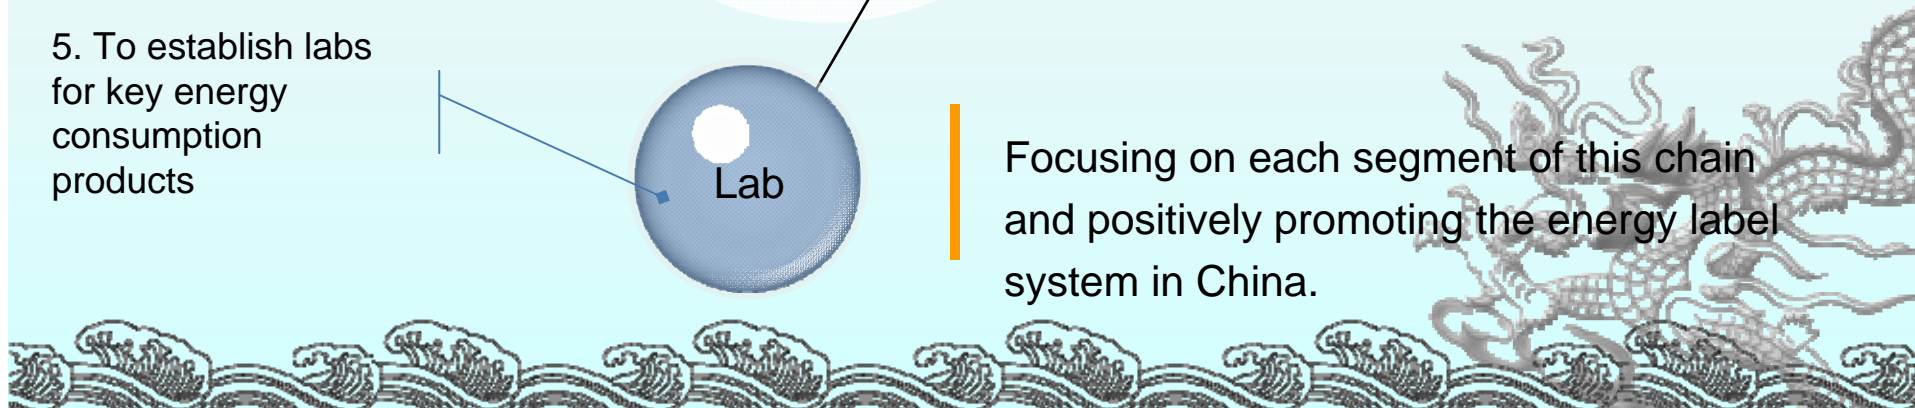 5. To establish labs
for key energy
consumption
products
Lab
Focusing on each segment of this chain
and positively promoting the energy label
system in China.